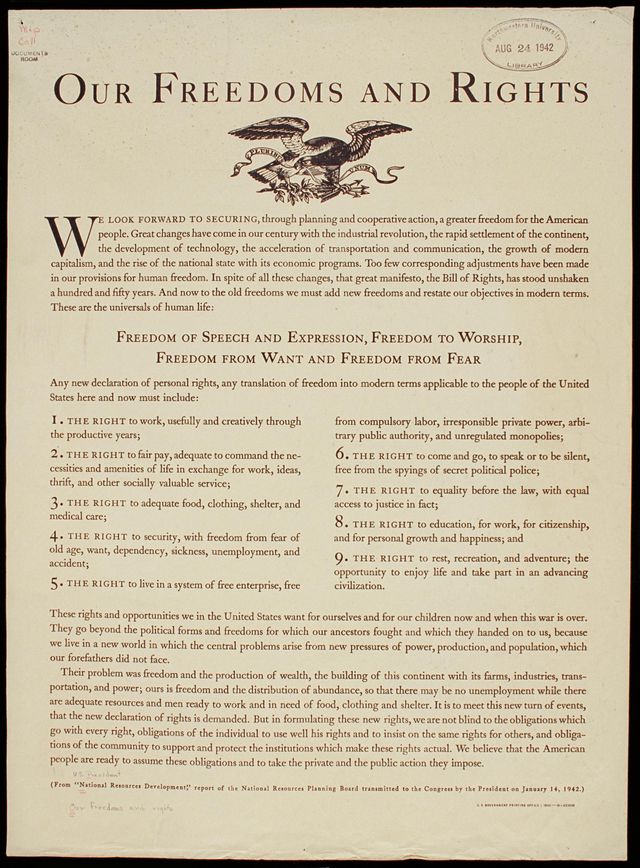 Map
Coll
DOCUMENTS
ROOM
Northwestern University
AUG 24 1942
LIBRARY
OUR FREEDOMS AND RIGHTS
PLURIBUS
UNUM
WE LOOK FORWARD TO SECURING, through planning and cooperative action, a greater freedom for the American
people. Great changes have come in our century with the industrial revolution, the rapid settlement of the continent,
the development of technology, the acceleration of transportation and communication, the growth of modern
capitalism, and the rise of the national state with its economic programs. Too few corresponding adjustments have been made
in our provisions for human freedom. In spite of all these changes, that great manifesto, the Bill of Rights, has stood unshaken
a hundred and fifty years. And now to the old freedoms we must add new freedoms and restate our objectives in modern terms.
These are the universals of human life:
FREEDOM OF SPEECH AND EXPRESSION, FREEDOM TO WORSHIP,
FREEDOM FROM WANT AND FREEDOM FROM FEAR
Any new declaration of personal rights, any translation of freedom into modern terms applicable to the people of the United
States here and now must include:
1. THE RIGHT to work, usefully and creatively through
the productive years;
2. THE RIGHT to fair pay, adequate to command the ne-
cessities and amenities of life in exchange for work, ideas,
thrift, and other socially valuable service;
3. THE RIGHT to adequate food, clothing, shelter, and
medical care;
4. THE RIGHT to security, with freedom from fear of
old age, want, dependency, sickness, unemployment, and
accident;
5. THE RIGHT to live in a system of free enterprise, free
from compulsory labor, irresponsible private power, arbi-
trary public authority, and unregulated monopolies;
6. THE RIGHT to come and go, to speak or to be silent,
free from the spyings of secret political police;
7. THE RIGHT to equality before the law, with equal
access to justice in fact;
8. THE RIGHT to education, for work, for citizenship,
and for personal growth and happiness; and
9. THE RIGHT to rest, recreation, and adventure; the
opportunity to enjoy life and take part in an advancing
civilization.
These rights and opportunities we in the United States want for ourselves and for our children now and when this war is over.
They go beyond the political forms and freedoms for which our ancestors fought and which they handed on to us, because
we live in a new world in which the central problems arise from new pressures of power, production, and population, which
our forefathers did not face.
Their problem was freedom and the production of wealth, the building of this continent with its farms, industries, trans-
portation, and power; ours is freedom and the distribution of abundance, so that there may be no unemployment while there
are adequate resources and men ready to work and in need of food, clothing and shelter. It is to meet this new turn of events,
that the new declaration of rights is demanded. But in formulating these new rights, we are not blind to the obligations which
go with every right, obligations of the individual to use well his rights and to insist on the same rights for others, and obliga-
tions of the community to support and protect the institutions which make these rights actual. We believe that the American
people are ready to assume these obligations and to take the private and the public action they impose.
U.S. President
(From "National Resources Development," report of the National Resources Planning Board transmitted to the Congress by the President on January 14, 1942.)
Our Freedoms and rights
U S GOVERNMENT PRINTING OFFICE